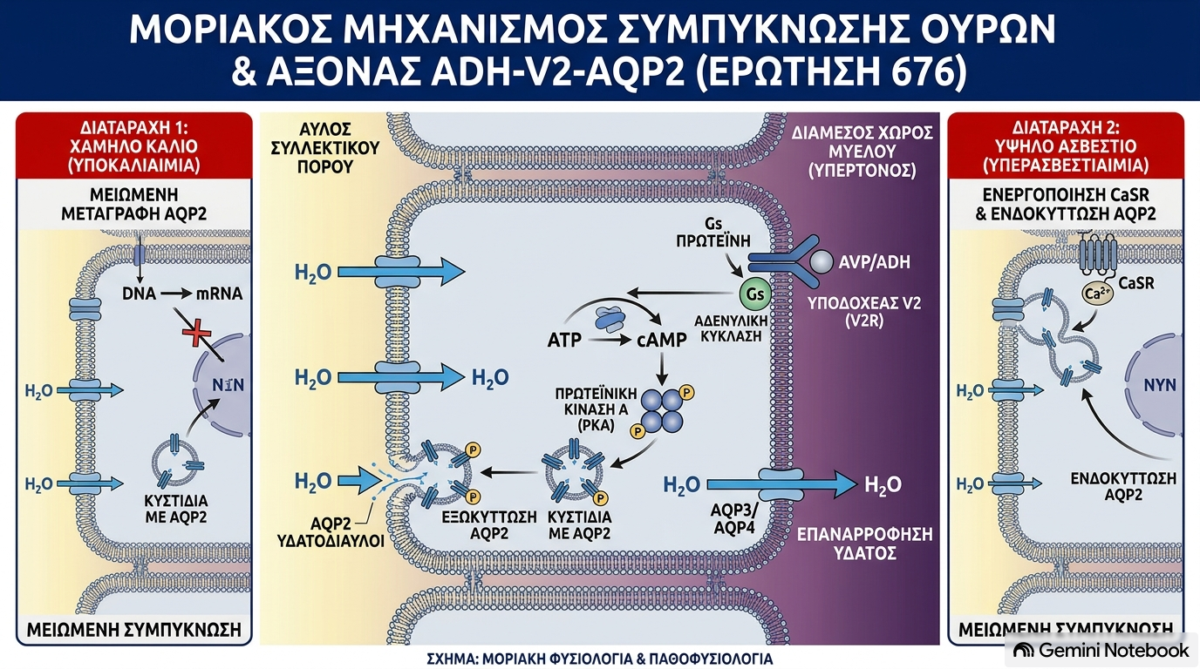 ΜΟΡΙΑΚΟΣ ΜΗΧΑΝΙΣΜΟΣ ΣΥΜΠΥΚΝΩΣΗΣ ΟΥΡΩΝ
& ΑΞΟΝΑΣ ADH-V2-AQP2 (ΕΡΩΤΗΣΗ 676)
ΔΙΑΤΑΡΑΧΗ 1:
ΧΑΜΗΛΟ ΚΑΛΙΟ
(ΥΠΟΚΑΛΙΑΙΜΙΑ)
ΜΕΙΩΜΕΝΗ
ΜΕΤΑΓΡΑΦΗ AQP2
DNA
mRNA
NIN
H₂O
H₂O
ΚΥΣΤΙΔΙΑ
ΜΕ AQP2
ΜΕΙΩΜΕΝΗ ΣΥΜΠΥΚΝΩΣΗ
ΑΥΛΟΣ
ΣΥΛΛΕΚΤΙΚΟΥ
ΠΟΡΟΥ
ΔΙΑΜΕΣΟΣ ΧΩΡΟΣ
ΜΥΕΛΟΥ
(ΥΠΕΡΤΟΝΟΣ)
Gs
ΠΡΩΤΕΪΝΗ
AVP/ADH
H₂O
Gs
ΥΠΟΔΟΧΕΑΣ V2
(V2R)
ΑΔΕΝΥΛΙΚΗ
ΚΥΚΛΑΣΗ
ATP
cAMP
H₂O
H₂O
ΠΡΩΤΕΪΝΙΚΗ
ΚΙΝΑΣΗ Α
(PKA)
P
P
H₂O
P
P
P
AQP2
ΥΔΑΤΟΔΙΑΥΛΟΙ
ΕΞΩΚΥΤΤΩΣΗ
AQP2
ΚΥΣΤΙΔΙΑ
ΜΕ AQP2
H₂O
H₂O
AQP3/
AQP4
ΕΠΑΝΑΡΡΟΦΗΣΗ
ΥΔΑΤΟΣ
ΔΙΑΤΑΡΑΧΗ 2:
ΥΨΗΛΟ ΑΣΒΕΣΤΙΟ
(ΥΠΕΡΑΣΒΕΣΤΙΑΙΜΙΑ)
ΕΝΕΡΓΟΠΟΙΗΣΗ CaSR
& ΕΝΔΟΚΥΤΤΩΣΗ AQP2
CaSR
Ca²⁺
H₂O
NYN
H₂O
ΕΝΔΟΚΥΤΤΩΣΗ
AQP2
ΜΕΙΩΜΕΝΗ ΣΥΜΠΥΚΝΩΣΗ
Gemini Notebook
ΣΧΗΜΑ: ΜΟΡΙΑΚΗ ΦΥΣΙΟΛΟΓΙΑ & ΠΑΘΟΦΥΣΙΟΛΟΓΙΑ